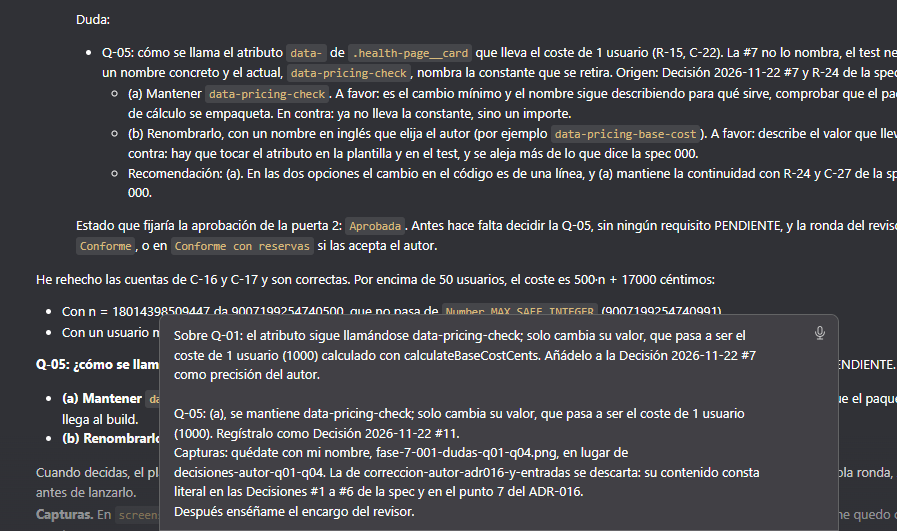 Duda:
Q-05: cómo se llama el atributo data- de .health-page__card que lleva el coste de 1 usuario (R-15, C-22). La #7 no lo nombra, el test
un nombre concreto y el actual, data-pricing-check, nombra la constante que se retira. Origen: Decisión 2026-11-22 #7 y R-24 de la
(a) Mantener data-pricing-check. A favor: es el cambio mínimo y el nombre sigue describiendo para qué sirve, comprobar que el
de cálculo se empaqueta. En contra: ya no lleva la constante, sino un importe.
(b) Renombrarlo, con un nombre en inglés que elija el autor (por ejemplo data-pricing-base-cost). A favor: describe el valor que
contra: hay que tocar el atributo en la plantilla y en el test, y se aleja más de lo que dice la spec 000.
Recomendación: (a). En las dos opciones el cambio en el código es de una línea, y (a) mantiene la continuidad con R-24 y C-27 de la
000.
Estado que fijaría la aprobación de la puerta 2: Aprobada. Antes hace falta decidir la Q-05, sin ningún requisito PENDIENTE, y la ronda del
Conforme, o en Conforme con reservas si las acepta el autor.
He rehecho las cuentas de C-16 y C-17 y son correctas. Por encima de 50 usuarios, el coste es 500·n + 17000 céntimos:
Con n = 18014398509447 da 9007199254740500, que no pasa de Number.MAX_SAFE_INTEGER (9007199254740991).
Con un usuario
Q-05: ¿cómo se PENDIENTE.
(a) Mantener que el
llega al build.
(b)
Cuando decidas, el ronda,
antes de lanzarlo.
Capturas. En me quedo
Sobre Q-01: el atributo sigue llamándose data-pricing-check; solo cambia su valor, que pasa a ser el
coste de 1 usuario (1000) calculado con calculateBaseCostCents. Añádelo a la Decisión 2026-11-22 #7
como precisión del autor.
Q-05: (a), se mantiene data-pricing-check; solo cambia su valor, que pasa a ser el coste de 1 usuario
(1000). Regístralo como Decisión 2026-11-22 #11.
Capturas: quédate con mi nombre, fase-7-001-dudas-q01-q04.png, en lugar de
decisiones-autor-q01-q04. La de correccion-autor-adr016-y-entradas se descarta: su contenido consta
literal en las Decisiones #1 a #6 de la spec y en el punto 7 del ADR-016.
Después enséñame el encargo del revisor.